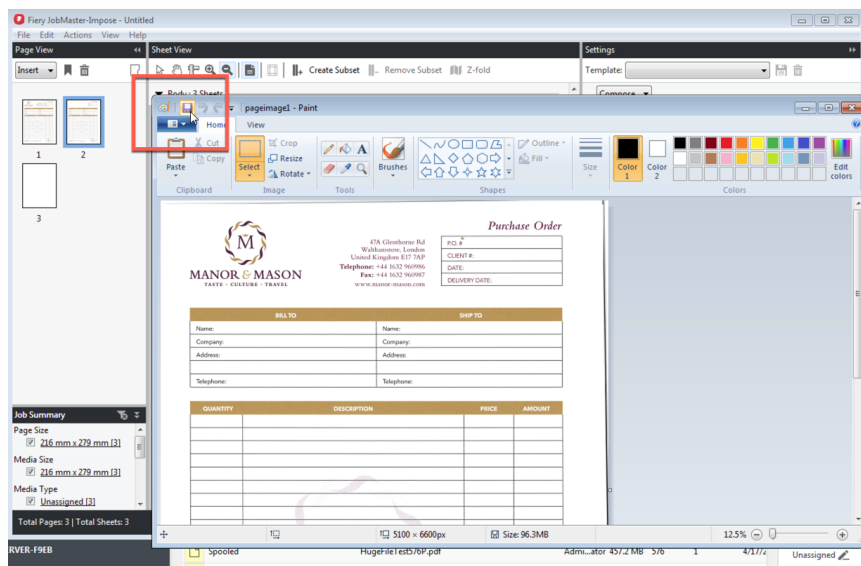 Fiery JobMaster-Impose - Untitled
File Edit Actions View Help
Page View
Sheet View
Settings
Insert
Create Subset
Remove Subset
Z-fold
Template:
Body : 3 Sheets
Compose
1
2
3
pageimage1 - Paint
Home
View
Cut
Copy
Paste
Clipboard
Select
Crop
Resize
Rotate
Image
Tools
Brushes
Shapes
Outline
Fill
Size
Color 1
Color 2
Edit colors
Colors
M
MANOR & MASON
TASTE - CULTURE - TRAVEL
47A Glenthorne Rd
Walthamstow, London
United Kingdom E17 7AP
Telephone: +44 1632 960986
Fax: +44 1632 960987
www.manor-mason.com
Purchase Order
P.O. #
CLIENT #:
DATE:
DELIVERY DATE:
BILL TO
SHIP TO
Name:
Name:
Company:
Company:
Address:
Address:
Telephone:
Telephone:
QUANTITY
DESCRIPTION
PRICE
AMOUNT
Job Summary
Page Size
216 mm x 279 mm [3]
Media Size
216 mm x 279 mm [3]
Media Type
Unassigned [3]
Total Pages: 3 | Total Sheets: 3
5100 × 6600px
Size: 96.3MB
12.5%
RVER-F9EB
Spooled
HugeFileTest576P.pdf
Admi...ator
457.2 MB
576
1
4/17/2
Unassigned